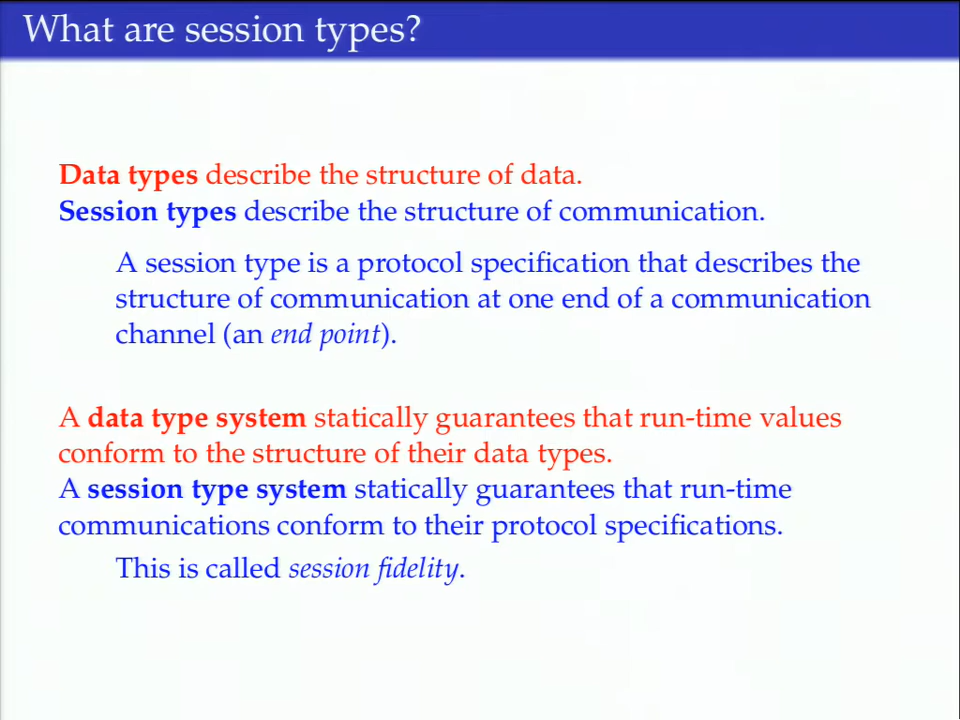 What are session types?
Data types describe the structure of data.
Session types describe the structure of communication.
A session type is a protocol specification that describes the
structure of communication at one end of a communication
channel (an end point).
A data type system statically guarantees that run-time values
conform to the structure of their data types.
A session type system statically guarantees that run-time
communications conform to their protocol specifications.
This is called session fidelity.